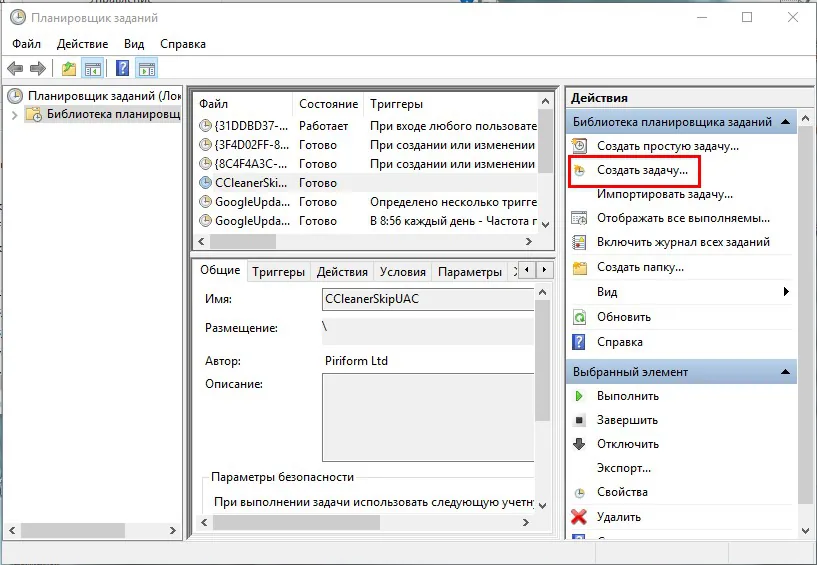 Планировщик заданий
Файл Действие Вид Справка
Планировщик заданий (Лок
Библиотека планировщ
Файл Состояние Триггеры
{31DDBD37-... Работает При входе любого пользовате
{3F4D02FF-8... Готово При создании или изменении
{8C4F4A3C-... Готово При создании или изменении
CCleanerSki... Готово
GoogleUpda... Готово Определено несколько тригге
GoogleUpda... Готово В 8:56 каждый день - Частота п
Общие Триггеры Действия Условия Параметры
Имя: CCleanerSkipUAC
Размещение: \
Автор: Piriform Ltd
Описание:
Параметры безопасности
При выполнении задачи использовать следующую учетну
Действия
Библиотека планировщика заданий
Создать простую задачу...
Создать задачу...
Импортировать задачу...
Отображать все выполняемы...
Включить журнал всех заданий
Создать папку...
Вид
Обновить
Справка
Выбранный элемент
Выполнить
Завершить
Отключить
Экспорт...
Свойства
Удалить